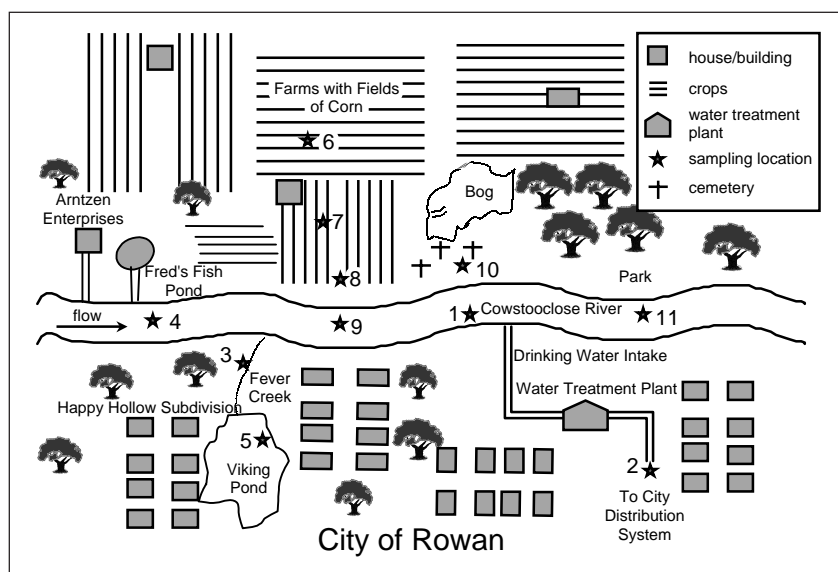 house/building
crops
water treatment
plant
sampling location
cemetery
Farms with Fields
of Corn
6
Arntzen
Enterprises
Bog
7
Fred's Fish
Pond
8
10
Park
flow
4
9
1
Cowstooclose River
11
3
Fever
Creek
Drinking Water Intake
Happy Hollow Subdivision
Water Treatment Plant
5
Viking
Pond
2
To City
Distribution
System
City of Rowan